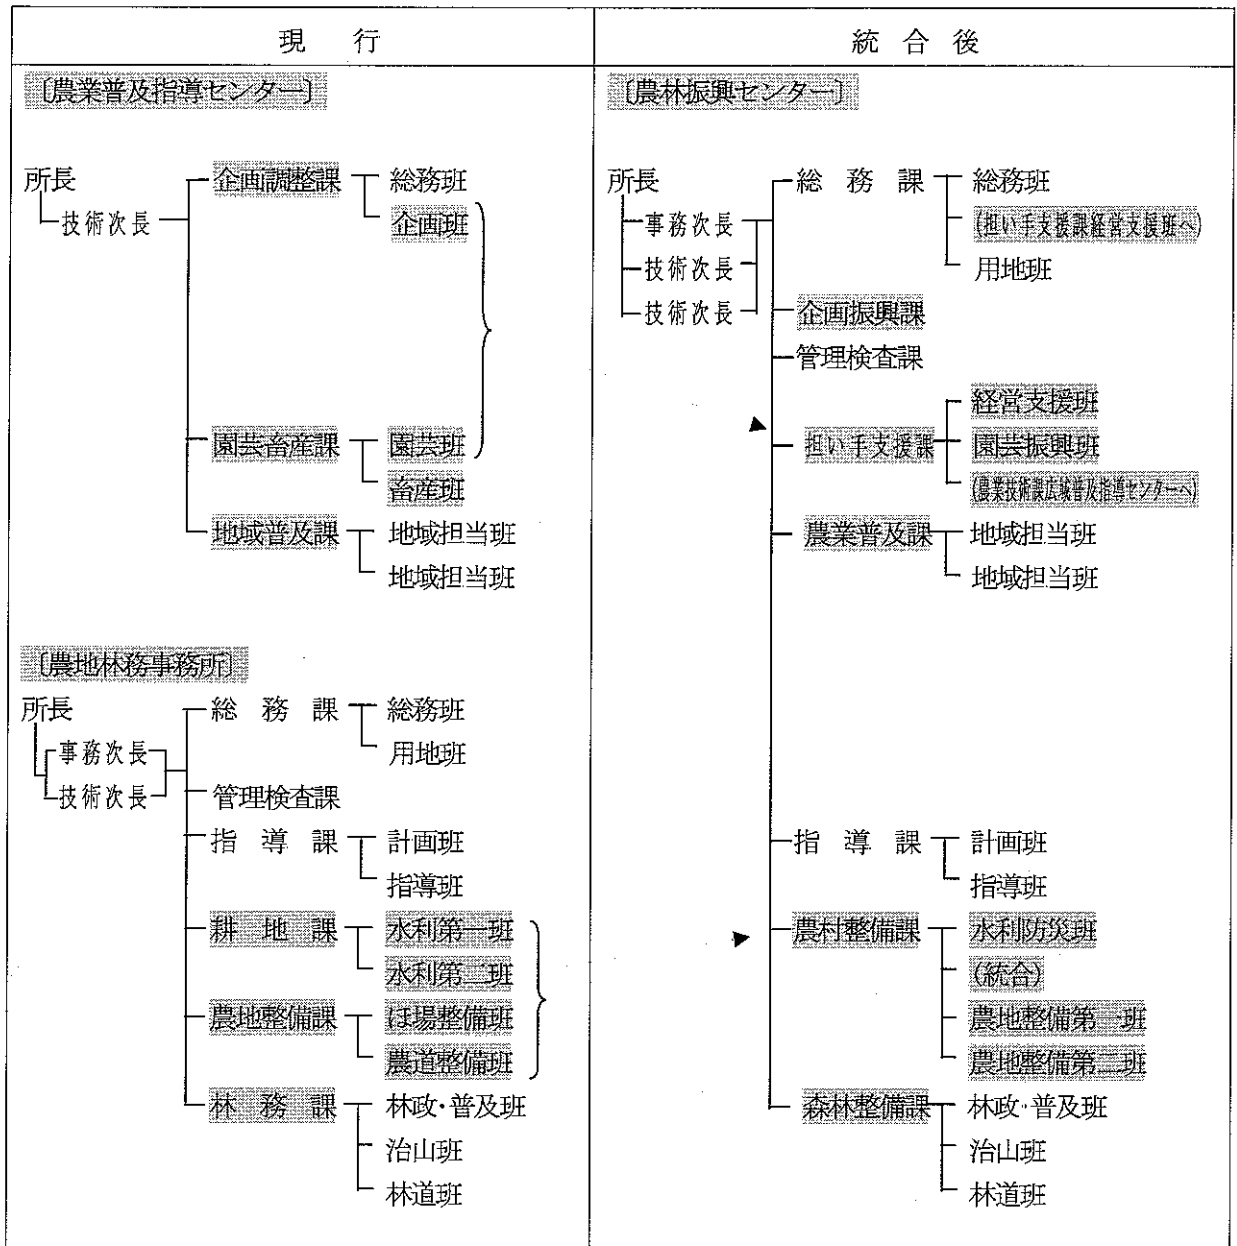 現 行
〔農業普及指導センター〕
所長
技術次長
企画調整課 総務班
企画班
園芸畜産課 園芸班
畜産班
地域普及課 地域担当班
地域担当班
〔農地林務事務所〕
所長
事務次長
技術次長
総 務 課 総務班
用地班
管理検査課
指 導 課 計画班
指導班
耕 地 課 水利第一班
水利第二班
農地整備課 ほ場整備班
農道整備班
林 務 課 林政・普及班
治山班
林道班
統 合 後
〔農林振興センター〕
所長
事務次長
技術次長
技術次長
総 務 課 総務班
(担い手支援課経営支援班へ)
用地班
企画振興課
管理検査課
担い手支援課 経営支援班
園芸振興班
(農業技術課広域普及指導センターへ)
農業普及課 地域担当班
地域担当班
指 導 課 計画班
指導班
農村整備課 水利防災班
(統合)
農地整備第一班
農地整備第二班
森林整備課 林政・普及班
治山班
林道班